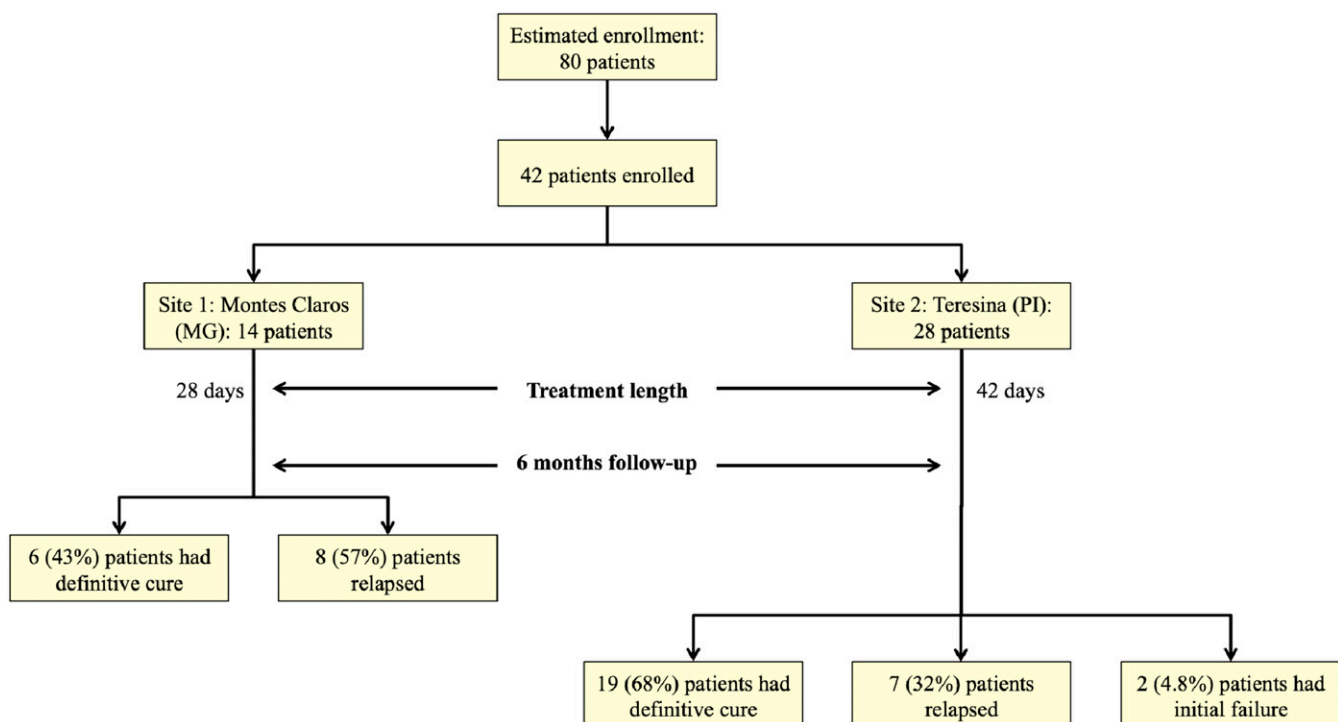 Estimated enrollment:
80 patients
42 patients enrolled
Site 1: Montes Claros
(MG): 14 patients
Site 2: Teresina (PI):
28 patients
28 days
Treatment length
42 days
6 months follow-up
6 (43%) patients had
definitive cure
8 (57%) patients
relapsed
19 (68%) patients had
definitive cure
7 (32%) patients
relapsed
2 (4.8%) patients had
initial failure